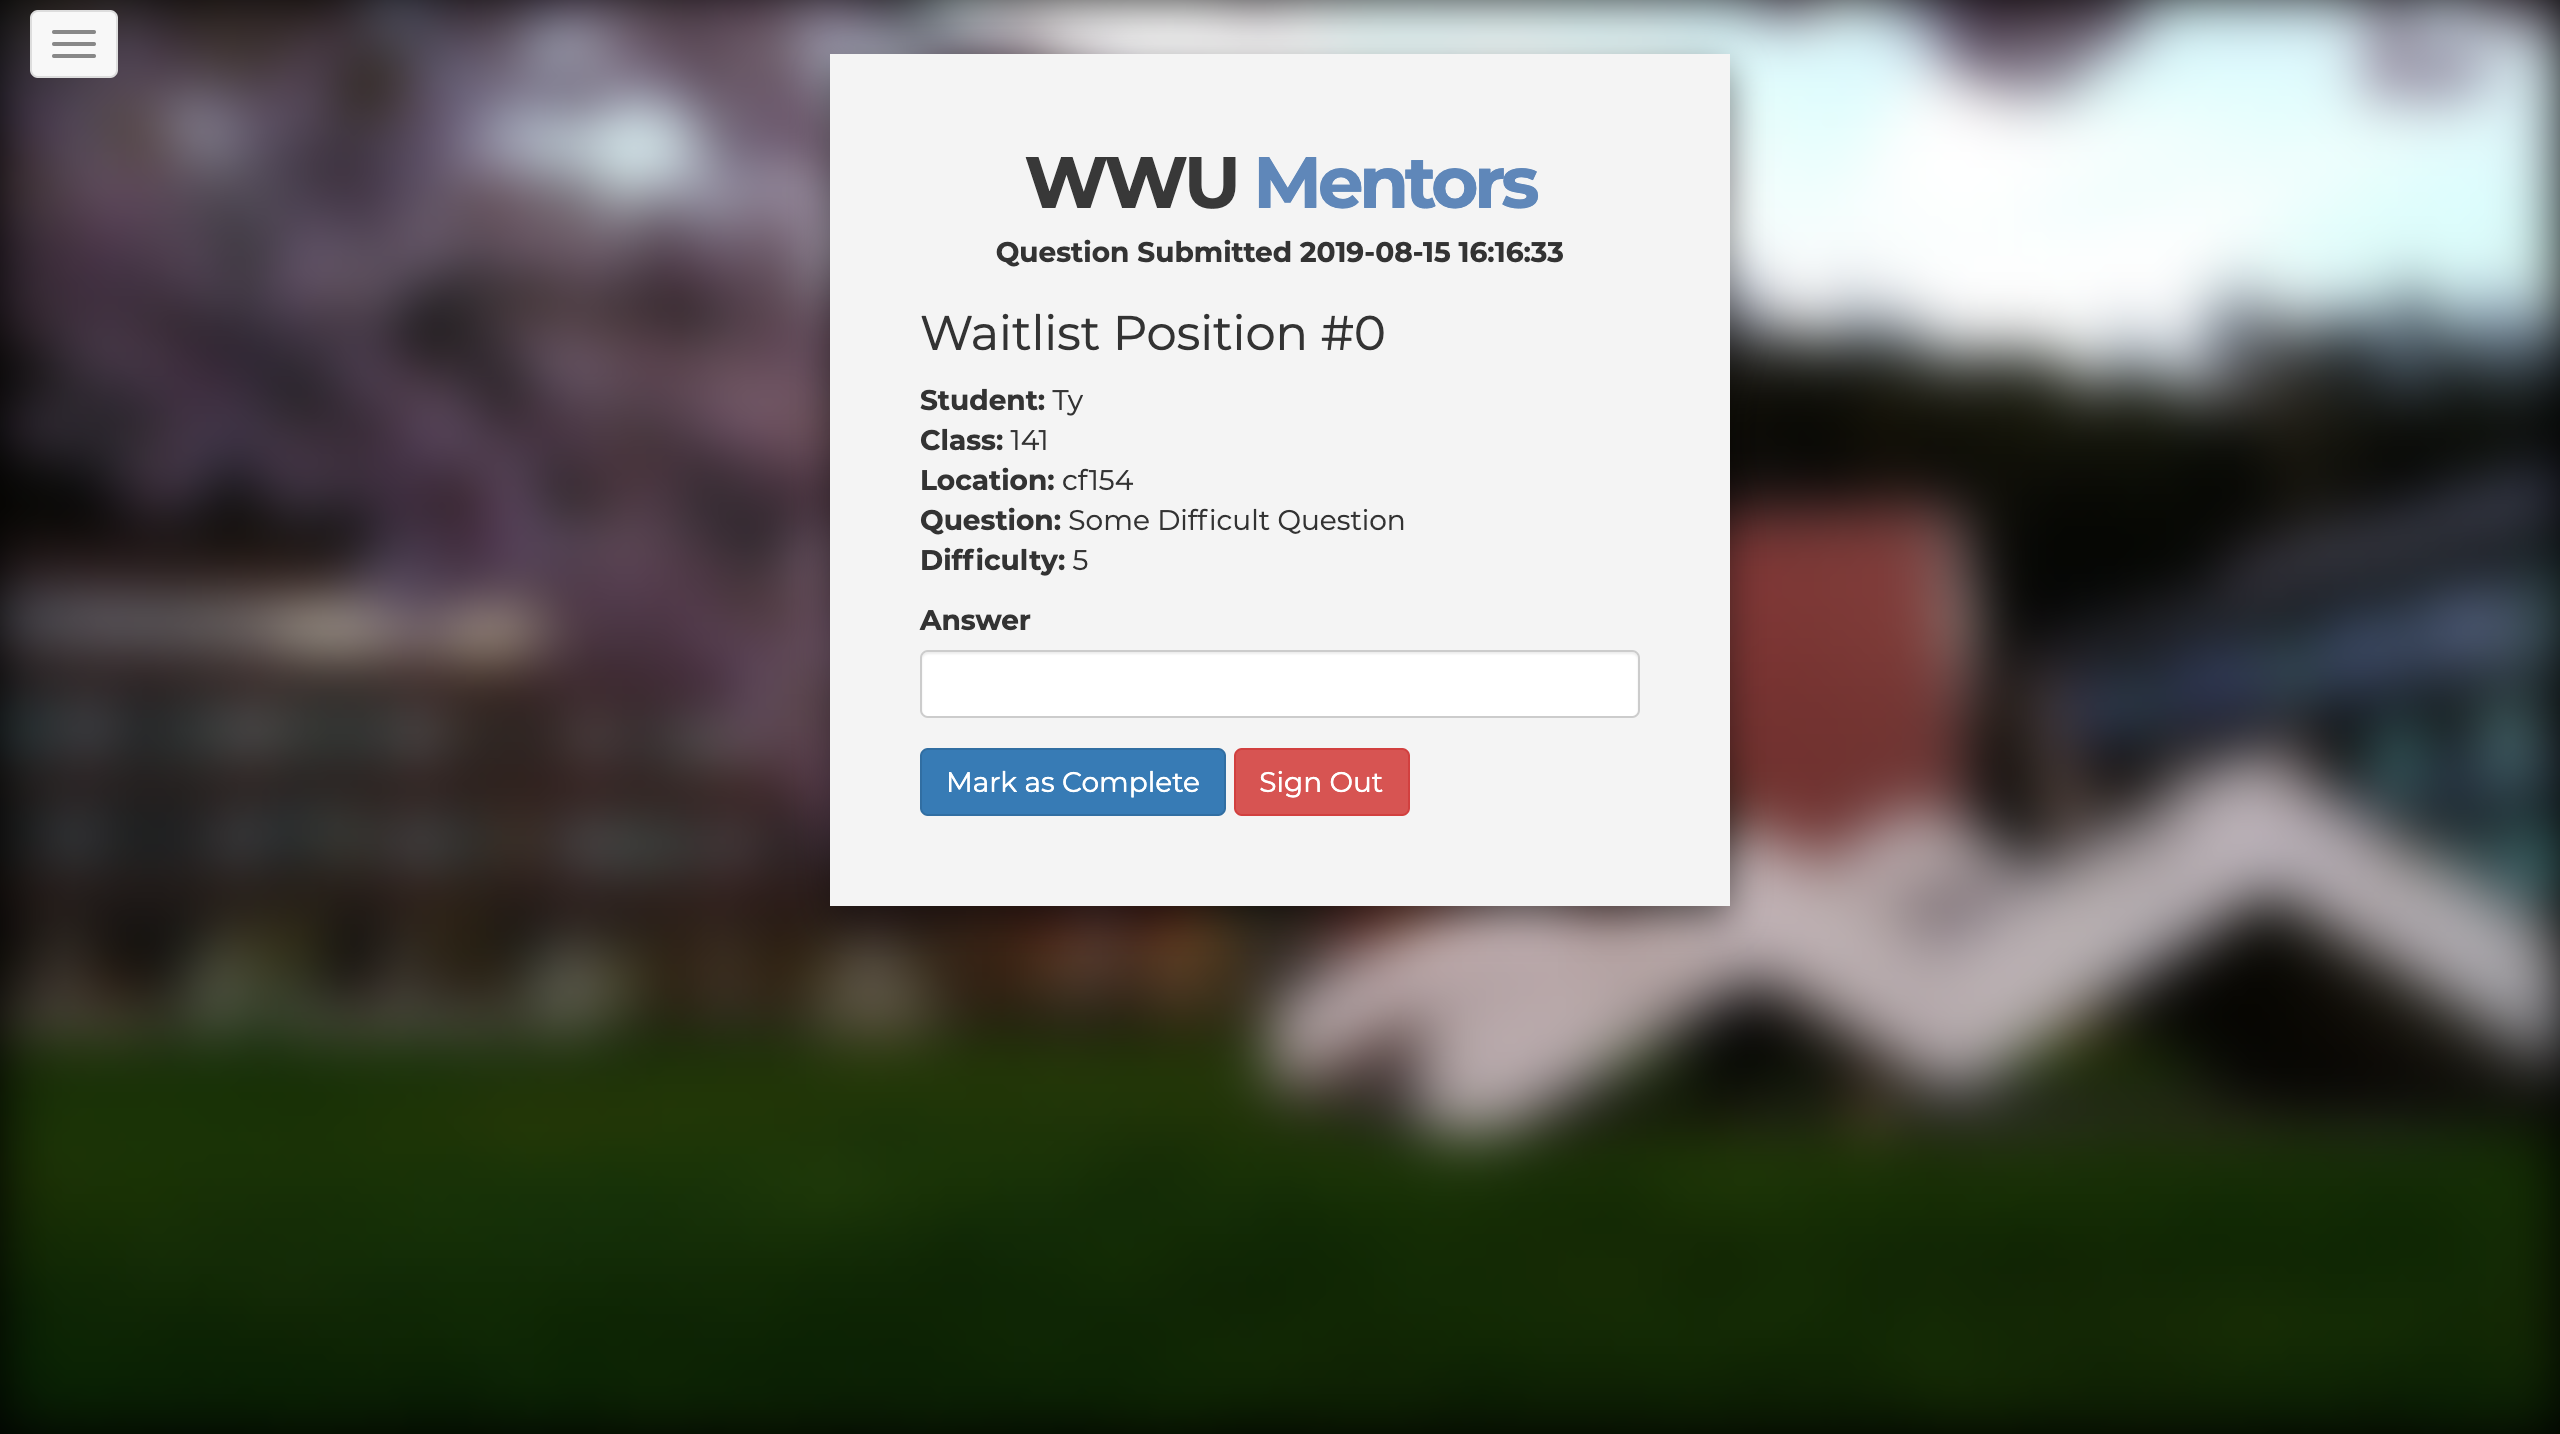 WWU Mentors
Question Submitted 2019-08-15 16:16:33
Waitlist Position #0
Student: Ty
Class: 141
Location: cf154
Question: Some Difficult Question
Difficulty: 5
Answer
Mark as Complete Sign Out